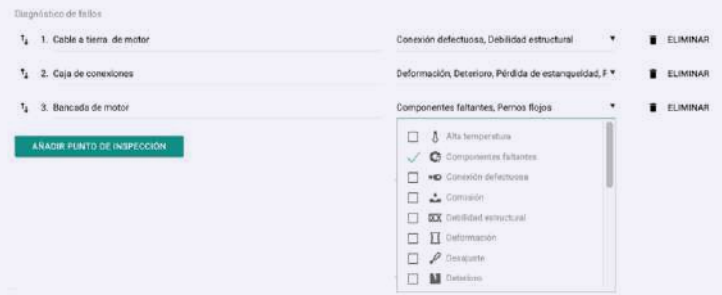 Diagnóstico de fallos
1. Cable a tierra de motor Conexión defectuosa, Debilidad estructural ELIMINAR
2. Caja de conexiones Deformación, Deterioro, Pérdida de estanqueidad, F ELIMINAR
3. Bancada de motor Componentes faltantes, Pernos flojos ELIMINAR
AÑADIR PUNTO DE INSPECCIÓN
Alta temperatura
Componentes faltantes
Conexión defectuosa
Corrosión
Debilidad estructural
Deformación
Desajuste
Deterioro